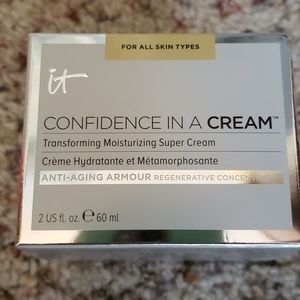 FOR ALL SKIN TYPES
it
CONFIDENCE IN A CREAM™
Transforming Moisturizing Super Cream
Crème Hydratante et Métamorphosante
ANTI-AGING ARMOUR REGENERATIVE
2 US fl. oz. ℮ 60 ml